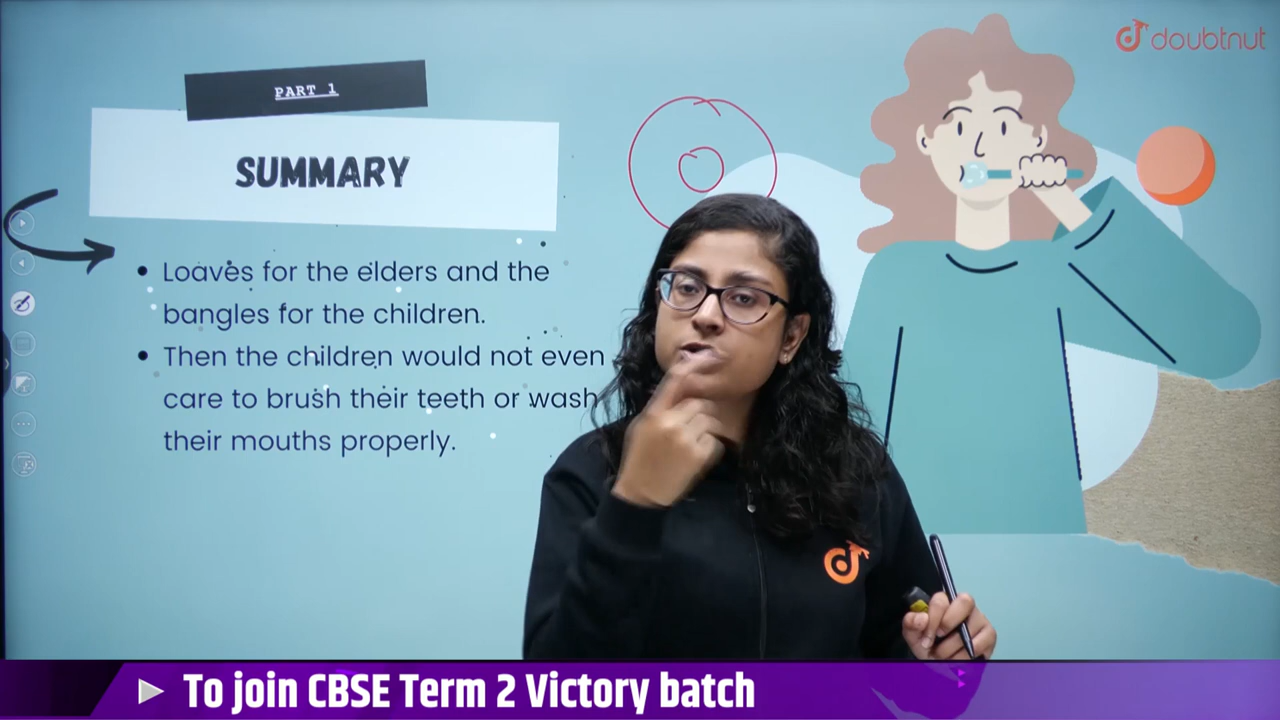 doubtnut
PART 1
SUMMARY
Loaves for the elders and the
bangles for the children.
Then the children would not even
care to brush their teeth or wash
their mouths properly.
To join CBSE Term 2 Victory batch